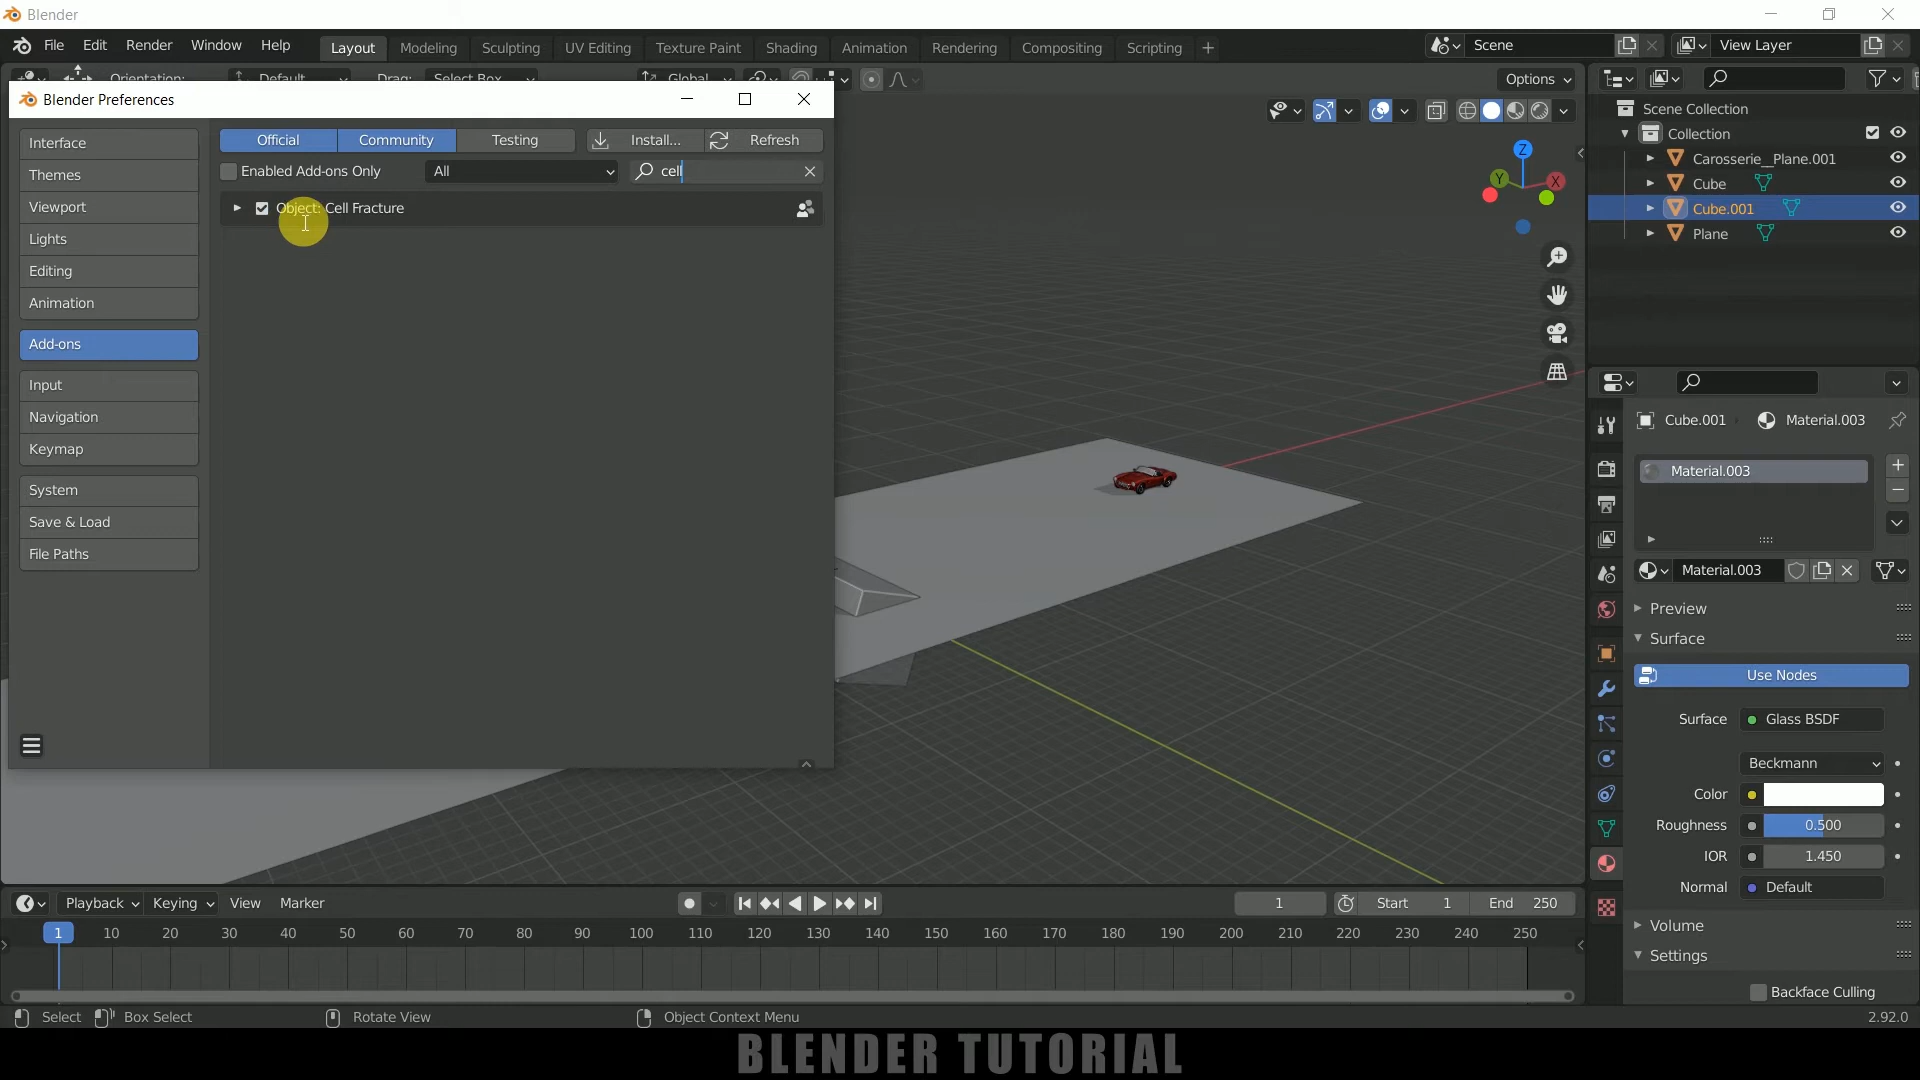 Blender
File Edit Render Window Help Layout Modeling Sculpting UV Editing Texture Paint Shading Animation Rendering Compositing Scripting + Scene View Layer
Orientation: Default Drag: Select Box Global Options
Blender Preferences
Interface
Themes
Viewport
Lights
Editing
Animation
Add-ons
Input
Navigation
Keymap
System
Save & Load
File Paths
Official Community Testing Install... Refresh
Enabled Add-ons Only All cell
Object: Cell Fracture
Z
Y X
Scene Collection
Collection
Carosserie__Plane.001
Cube
Cube.001
Plane
Cube.001 Material.003
Material.003
Material.003
Preview
Surface
Use Nodes
Surface Glass BSDF
Beckmann
Color
Roughness 0.500
IOR 1.450
Normal Default
Volume
Settings
Backface Culling
Playback Keying View Marker 1 Start 1 End 250
1 10 20 30 40 50 60 70 80 90 100 110 120 130 140 150 160 170 180 190 200 210 220 230 240 250
Select Box Select Rotate View Object Context Menu 2.92.0
BLENDER TUTORIAL